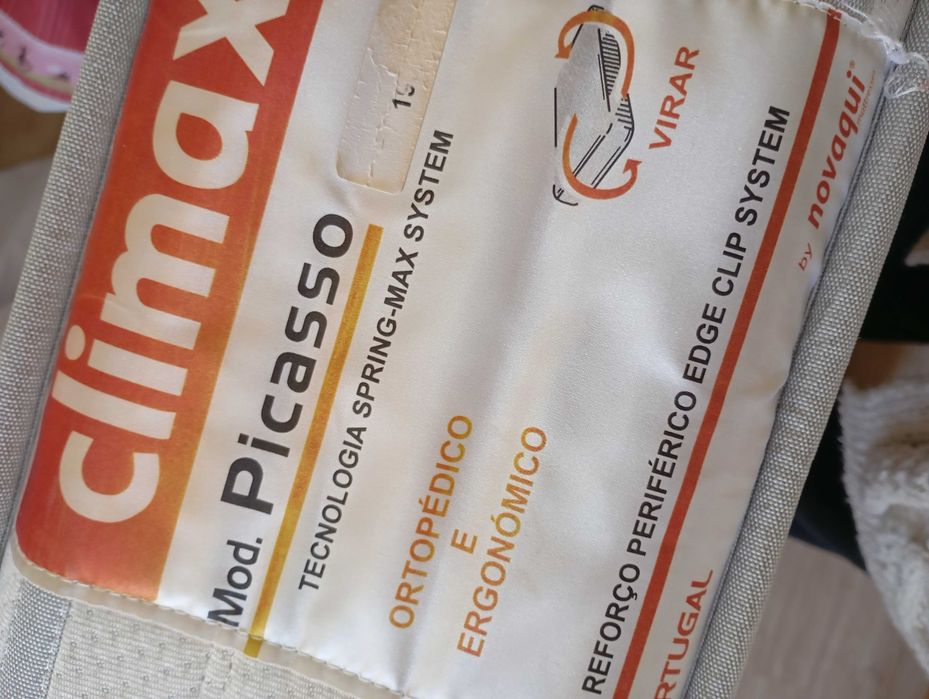 climax
Mod. Picasso
TECNOLOGIA SPRING-MAX SYSTEM
VIRAR
ORTOPÉDICO
E
ERGONÓMICO
REFORÇO PERIFÉRICO EDGE CLIP SYSTEM
RTUGAL
by novaqui®